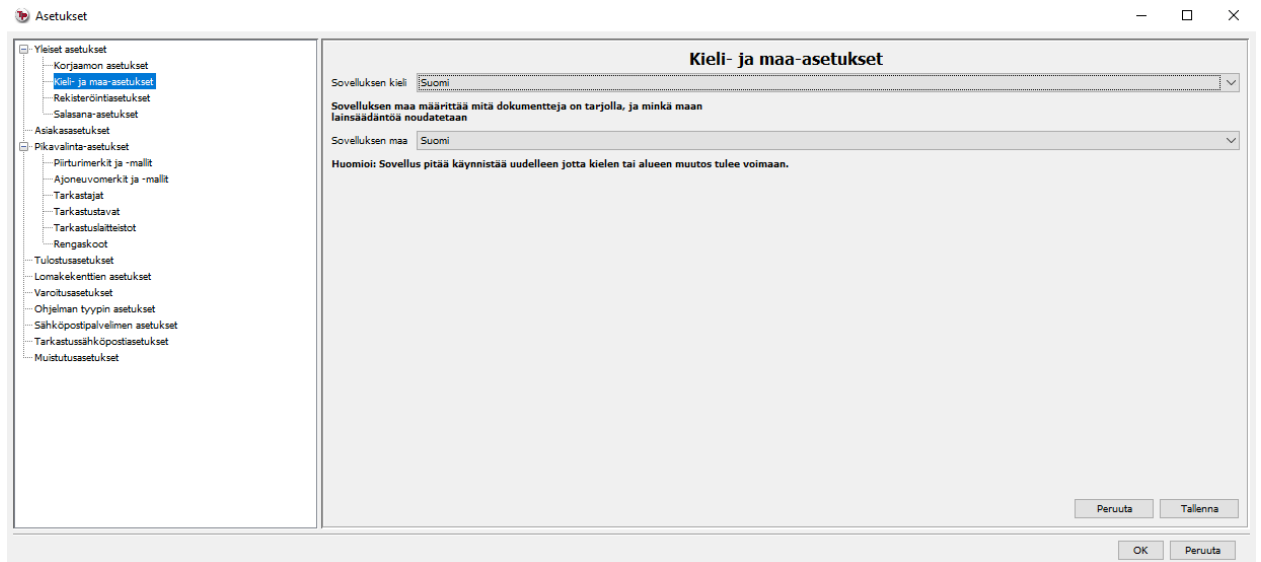 Asetukset
Yleiset asetukset
Korjaamon asetukset
Kieli- ja maa-asetukset
Rekisteröintiasetukset
Salasana-asetukset
Asiakasasetukset
Pikavalinta-asetukset
Piirturimerkit ja -mallit
Ajoneuvomerkit ja -mallit
Tarkastajat
Tarkastustavat
Tarkastuslaitteistot
Rengaskoot
Tulostusasetukset
Lomakekenttien asetukset
Varoitusasetukset
Ohjelman tyypin asetukset
Sähköpostipalvelimen asetukset
Tarkastussähköpostiasetukset
Muistutusasetukset
Kieli- ja maa-asetukset
Sovelluksen kieli Suomi
Sovelluksen maa määrittää mitä dokumentteja on tarjolla, ja minkä maan
lainsäädäntöä noudatetaan
Sovelluksen maa Suomi
Huomioi: Sovellus pitää käynnistää uudelleen jotta kielen tai alueen muutos tulee voimaan.
Peruuta Tallenna
OK Peruuta